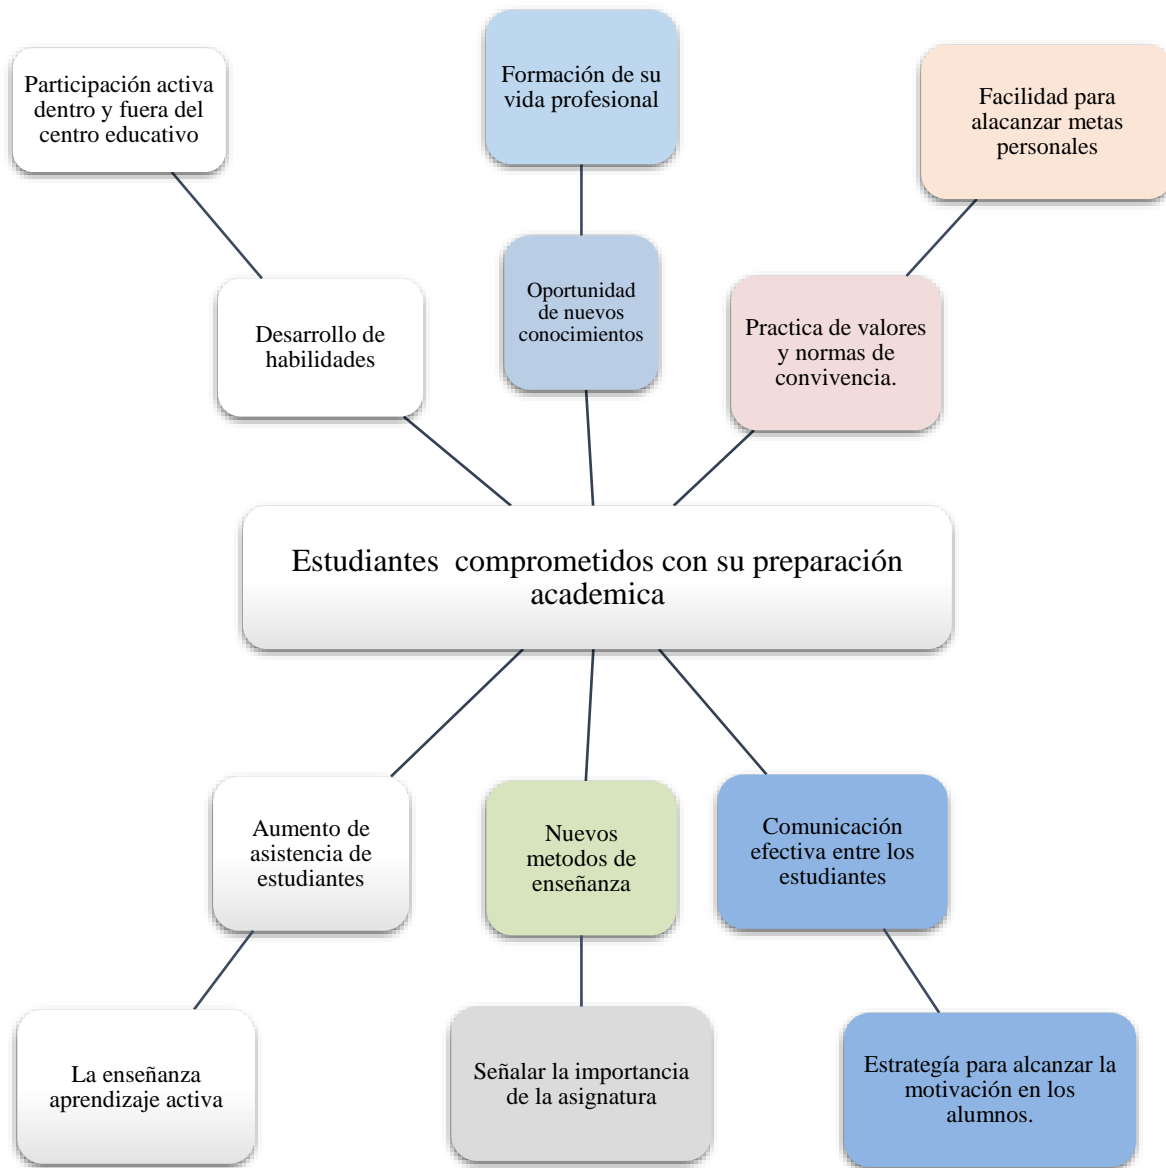 Participación activa
dentro y fuera del
centro educativo
Formación de su
vida profesional
Facilidad para
alacanzar metas
personales
Desarrollo de
habilidades
Oportunidad
de nuevos
conocimientos
Practica de valores
y normas de
convivencia.
Estudiantes comprometidos con su preparación
academica
Aumento de
asistencia de
estudiantes
Nuevos
metodos de
enseñanza
Comunicación
efectiva entre los
estudiantes
La enseñanza
aprendizaje activa
Señalar la importancia
de la asignatura
Estrategía para alcanzar la
motivación en los
alumnos.